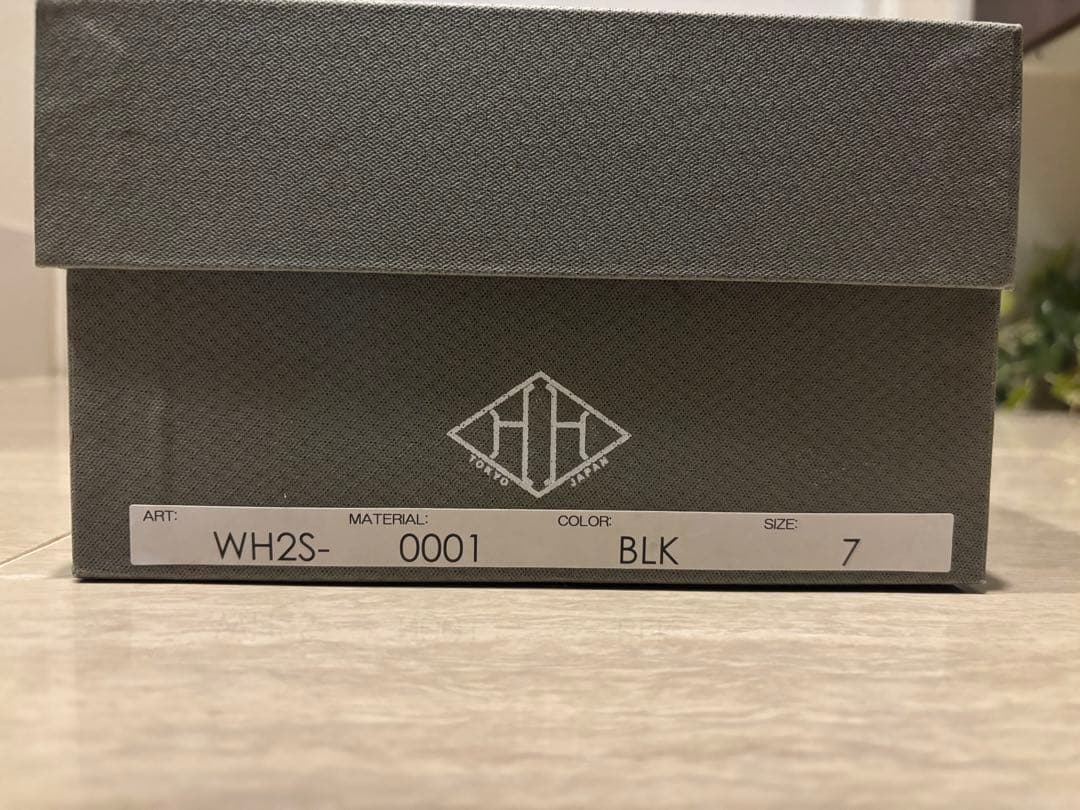 HH
TOKYO JAPAN
ART: MATERIAL: COLOR: SIZE:
WH2S- 0001 BLK 7